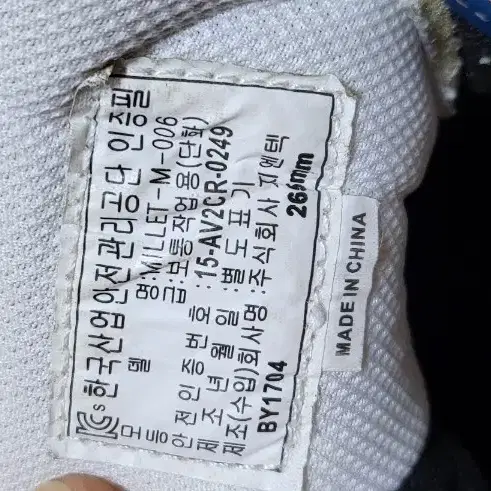 KCs 한국산업안전관리공단 인증필
모 델 명:MILLET-M-006
등 급:보통작업용(단화)
안 전 인 증 번 호:15-AV2CR-0249
제 조 년 월 일:별도표기
제조(수입)회사명:주식회사 지엔텍
BY1704
MADE IN CHINA